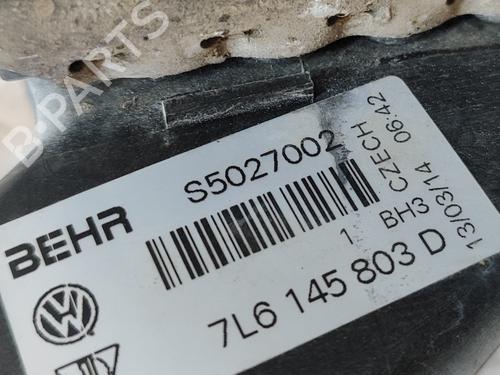 B-PARTS
S5027002
BEHR
1 BH3 CZECH
13/03/14 06:42
7L6 145 803 D